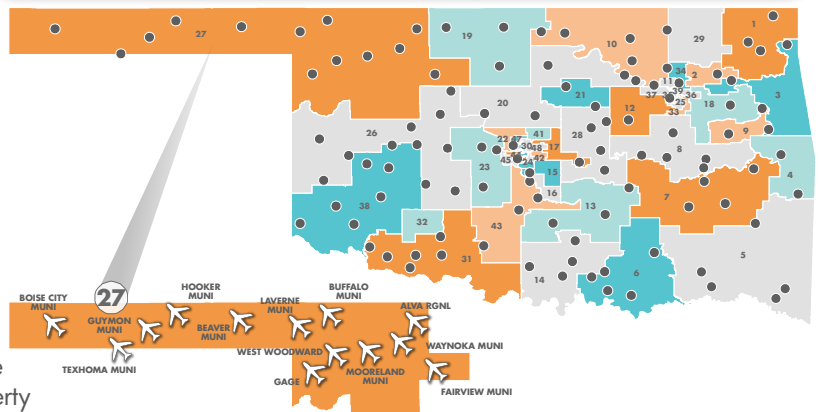 27
19
10
29
1
34
2
11
3
37
39
36
21
25
18
12
33
20
26
28
9
22
47
41
30
48
17
8
45
24
42
23
15
4
16
7
38
13
32
43
5
31
14
6
27
BOISE CITY
MUNI
GUYMON
MUNI
TEXHOMA MUNI
HOOKER
MUNI
BEAVER
MUNI
LAVERNE
MUNI
BUFFALO
MUNI
ALVA RGNL
WEST WOODWARD
GAGE
MOORELAND
MUNI
WAYNOKA MUNI
FAIRVIEW MUNI
e
erty